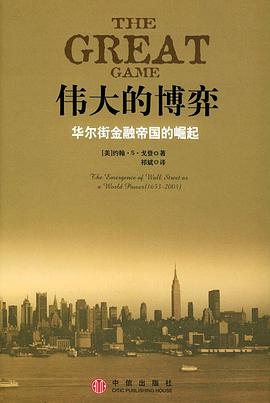 THE
GREAT
GAME
伟大的博弈
华尔街金融帝国的崛起
[美]约翰·S·戈登 著
祁斌 译
The Emergence of Wall Street as
a World Power(1653-2004)
中信出版社
CITIC PUBLISHING HOUSE